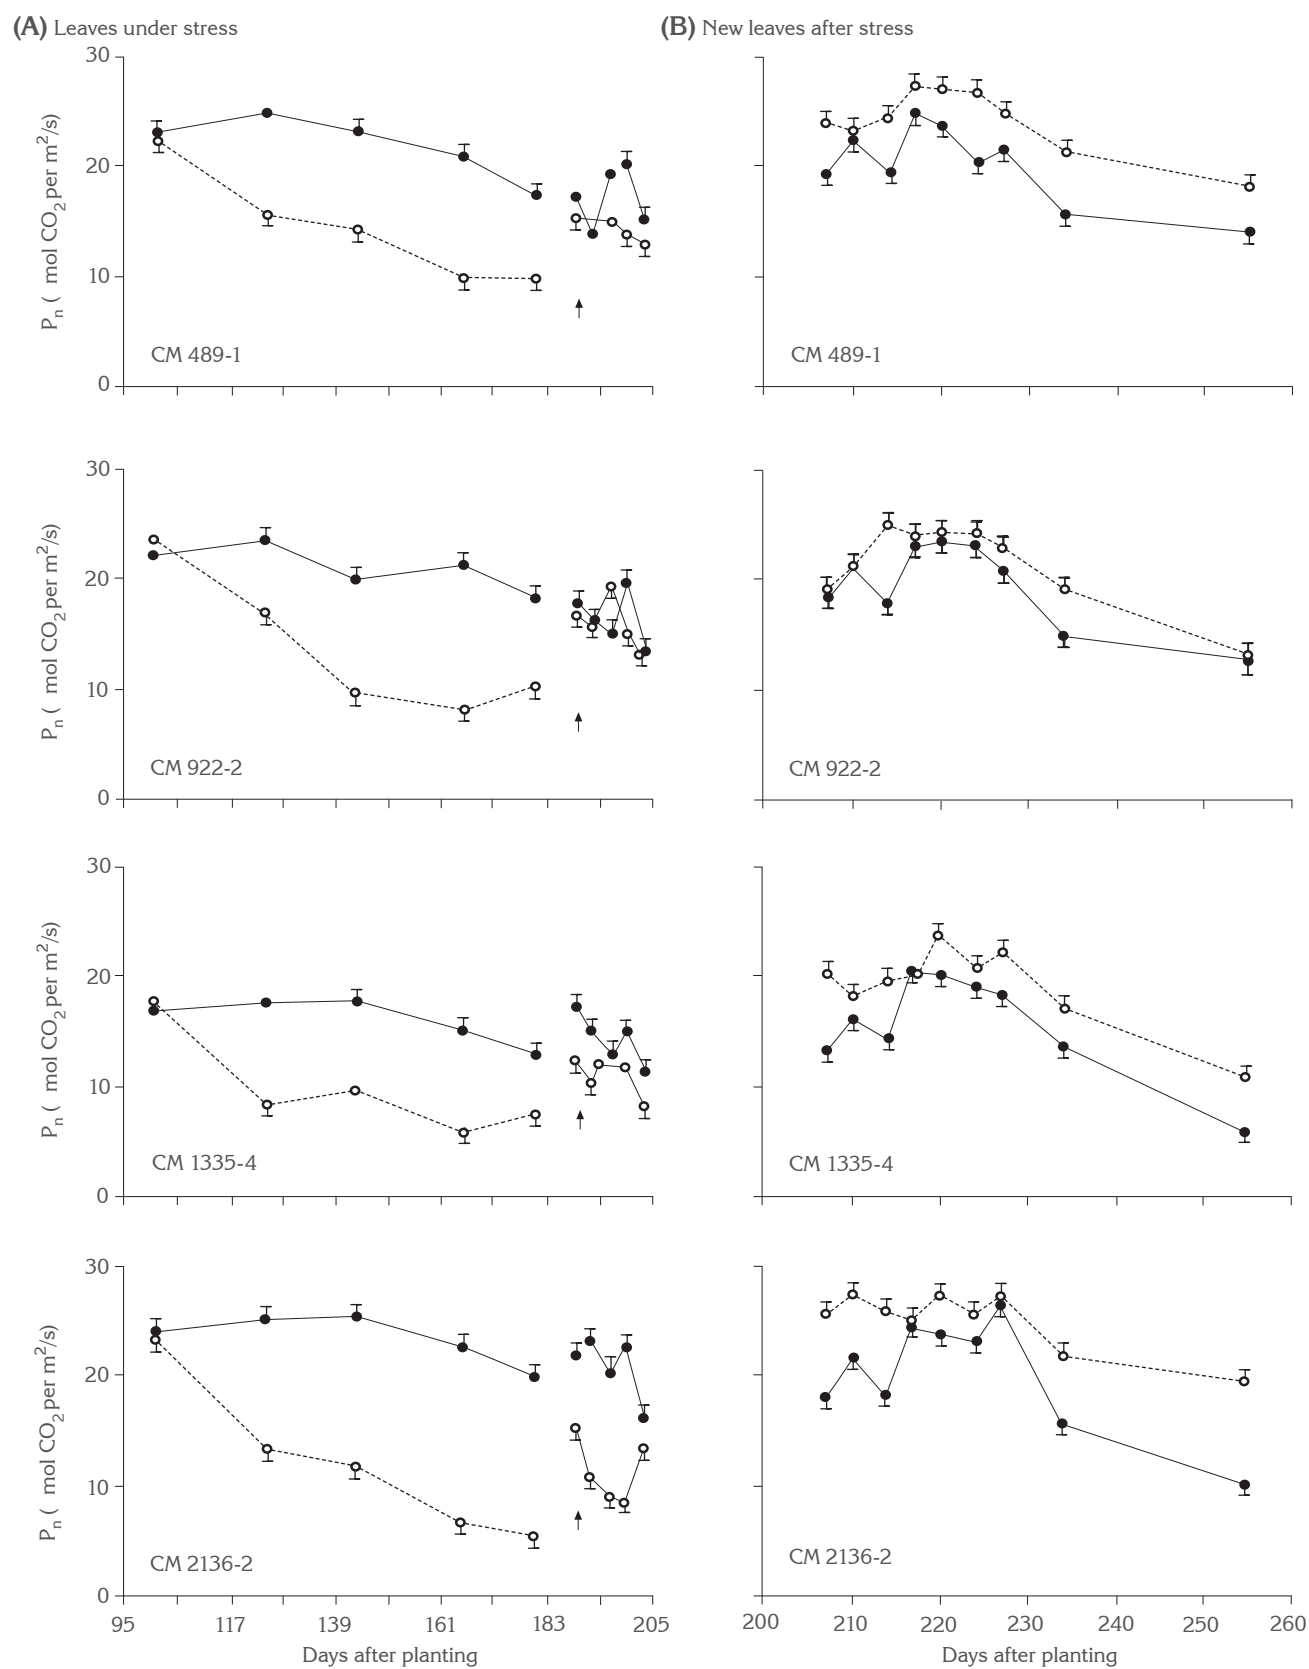 (A) Leaves under stress
(B) New leaves after stress
30
20
10
0
Pn ( mol CO2 per m2/s)
CM 489-1
CM 489-1
30
20
10
0
Pn ( mol CO2 per m2/s)
CM 922-2
CM 922-2
30
20
10
0
Pn ( mol CO2 per m2/s)
CM 1335-4
CM 1335-4
30
20
10
0
Pn ( mol CO2 per m2/s)
CM 2136-2
CM 2136-2
95 117 139 161 183 205
200 210 220 230 240 250 260
Days after planting
Days after planting